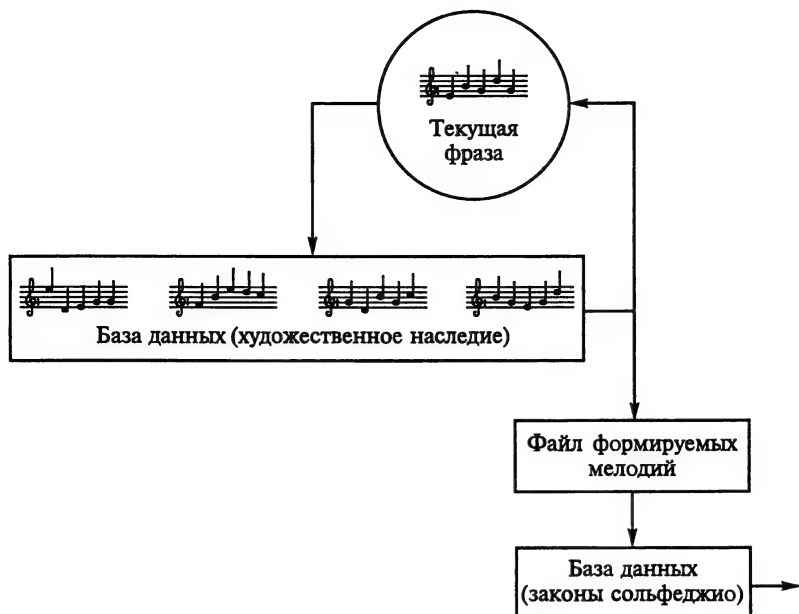 Текущая
фраза
База данных (художественное наследие)
Файл формируемых
мелодий
База данных
(законы сольфеджио)